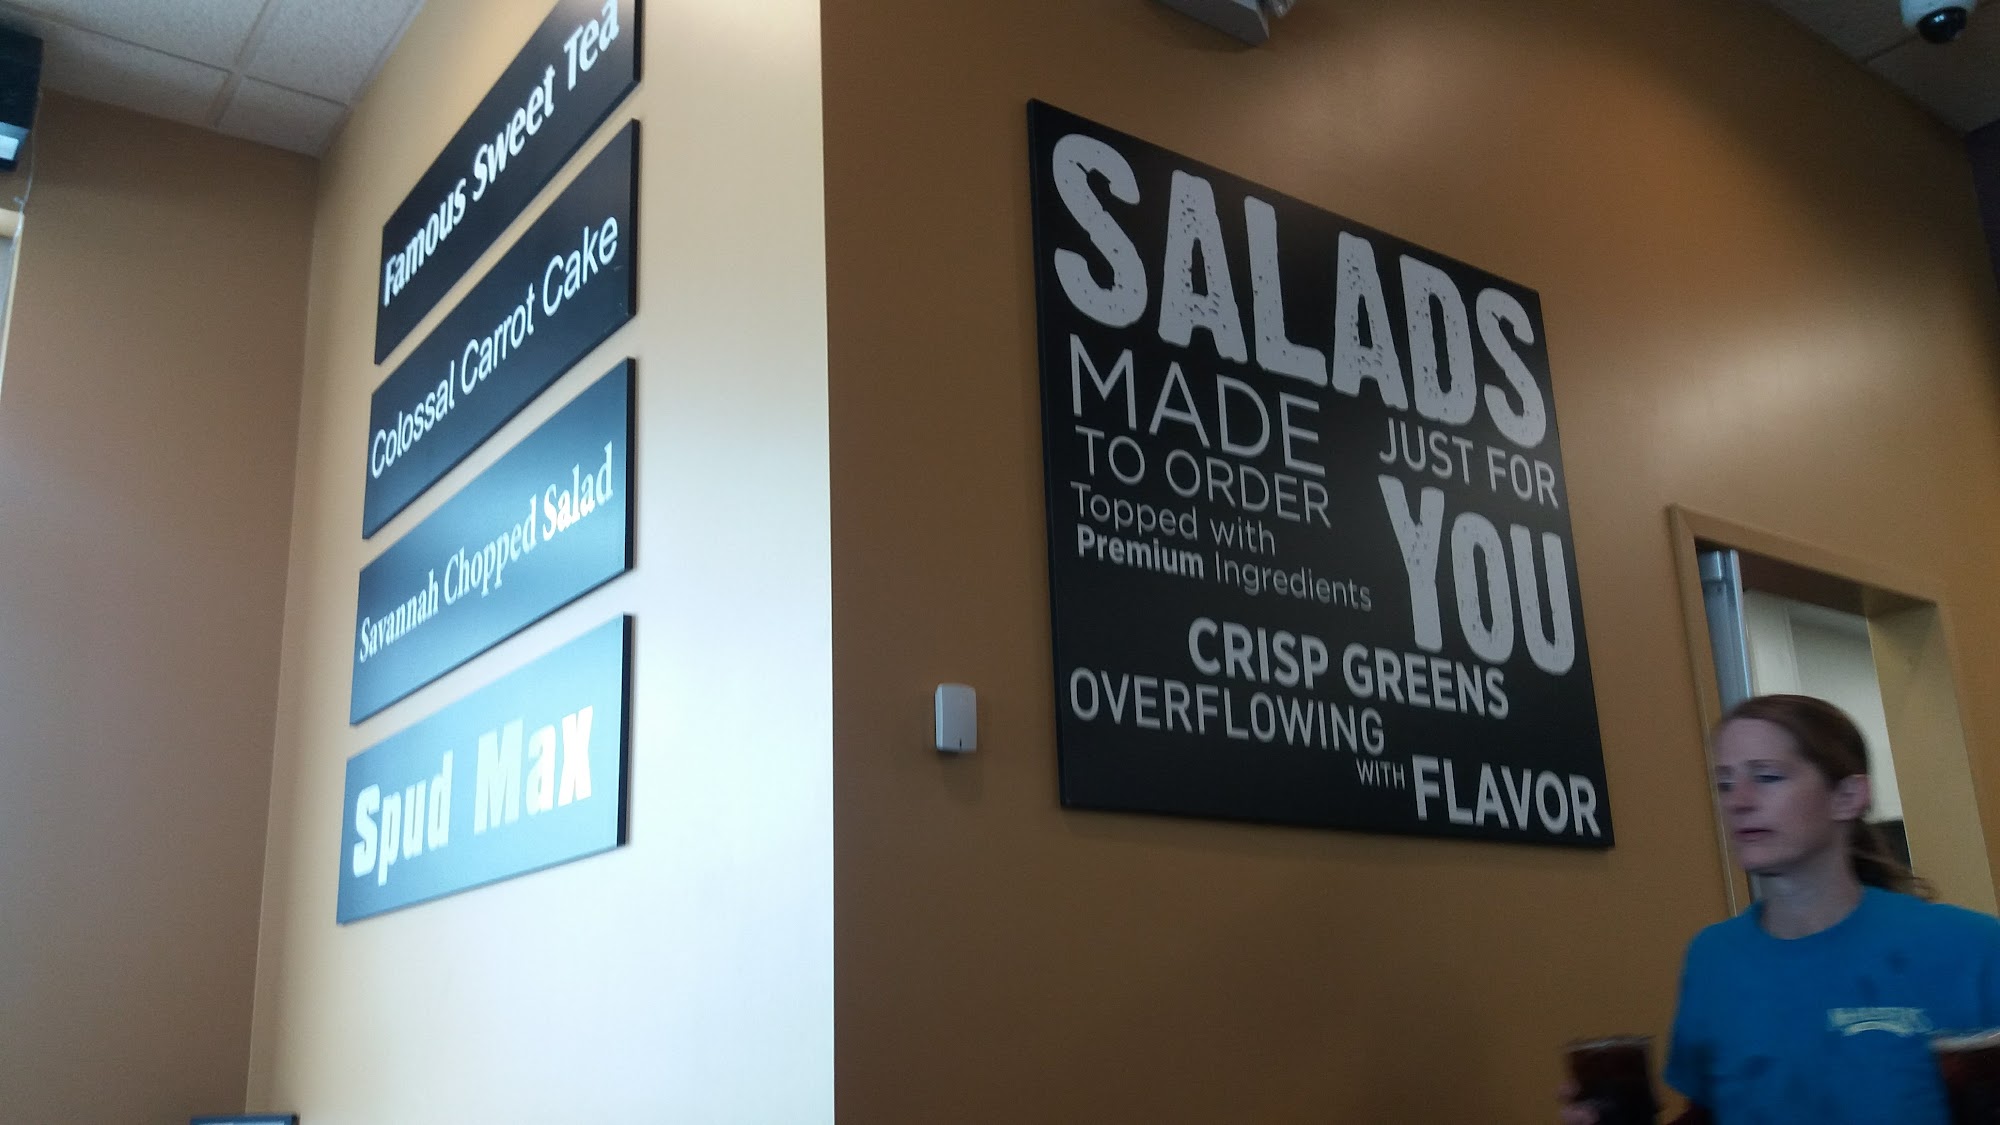 Famous Sweet Tea
Colossal Carrot Cake
Savannah Chopped Salad
Spud Max
SALADS
MADE
TO ORDER
JUST FOR
YOU
Topped with
Premium Ingredients
CRISP GREENS
OVERFLOWING
WITH FLAVOR